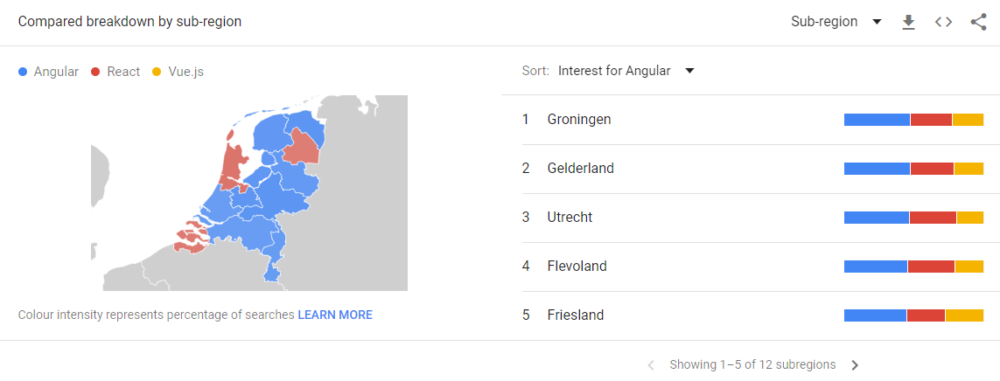 Compared breakdown by sub-region
Sub-region
Angular React Vue.js
Sort: Interest for Angular
1 Groningen
2 Gelderland
3 Utrecht
4 Flevoland
5 Friesland
Colour intensity represents percentage of searches LEARN MORE
Showing 1–5 of 12 subregions